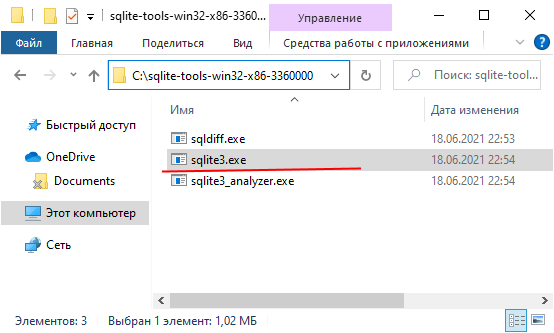 sqlite-tools-win32-x86-3360...
Управление
Файл Главная Поделиться Вид Средства работы с приложениями
C:\sqlite-tools-win32-x86-3360000
Поиск: sqlite-tool...
Имя Дата изменения
Быстрый доступ
OneDrive
Documents
Этот компьютер
Сеть
sqldiff.exe 18.06.2021 22:53
sqlite3.exe 18.06.2021 22:54
sqlite3_analyzer.exe 18.06.2021 22:54
Элементов: 3 Выбран 1 элемент: 1,02 МБ